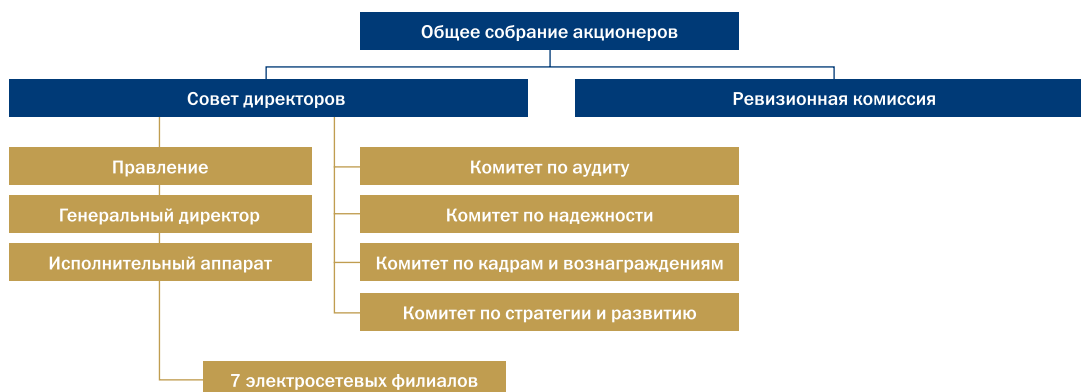 Общее собрание акционеров
Совет директоров
Ревизионная комиссия
Правление
Комитет по аудиту
Генеральный директор
Комитет по надежности
Исполнительный аппарат
Комитет по кадрам и вознаграждениям
Комитет по стратегии и развитию
7 электросетевых филиалов